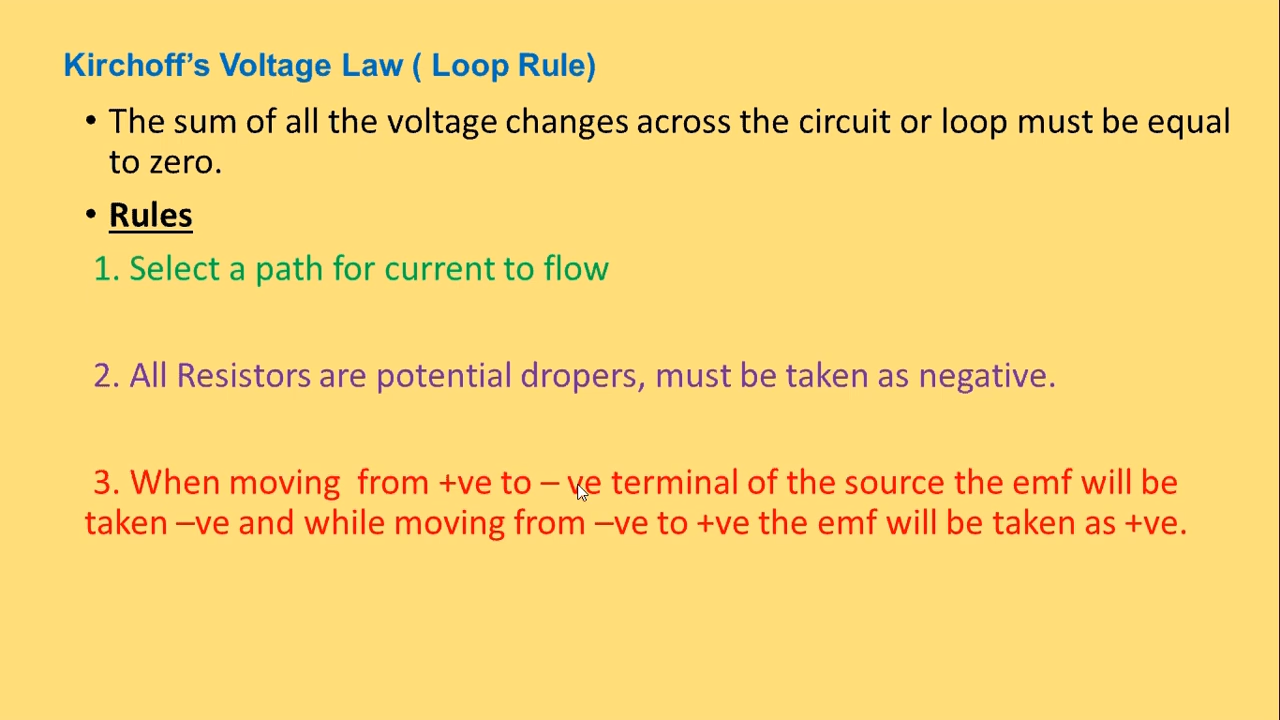 Kirchoff's Voltage Law ( Loop Rule)
• The sum of all the voltage changes across the circuit or loop must be equal
to zero.
• Rules
1. Select a path for current to flow
2. All Resistors are potential dropers, must be taken as negative.
3. When moving  from +ve to – ve terminal of the source the emf will be
taken –ve and while moving from –ve to +ve the emf will be taken as +ve.